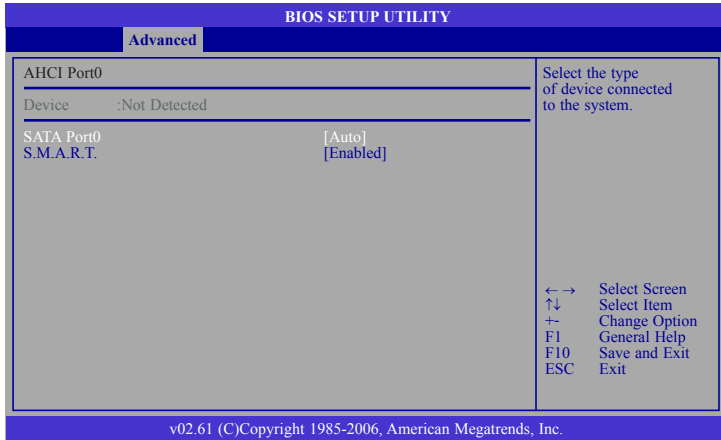 BIOS SETUP UTILITY
Advanced
AHCI Port0
Device :Not Detected
SATA Port0 [Auto]
S.M.A.R.T. [Enabled]
Select the type
of device connected
to the system.
←→ Select Screen
↑↓ Select Item
+- Change Option
F1 General Help
F10 Save and Exit
ESC Exit
v02.61 (C)Copyright 1985-2006, American Megatrends, Inc.